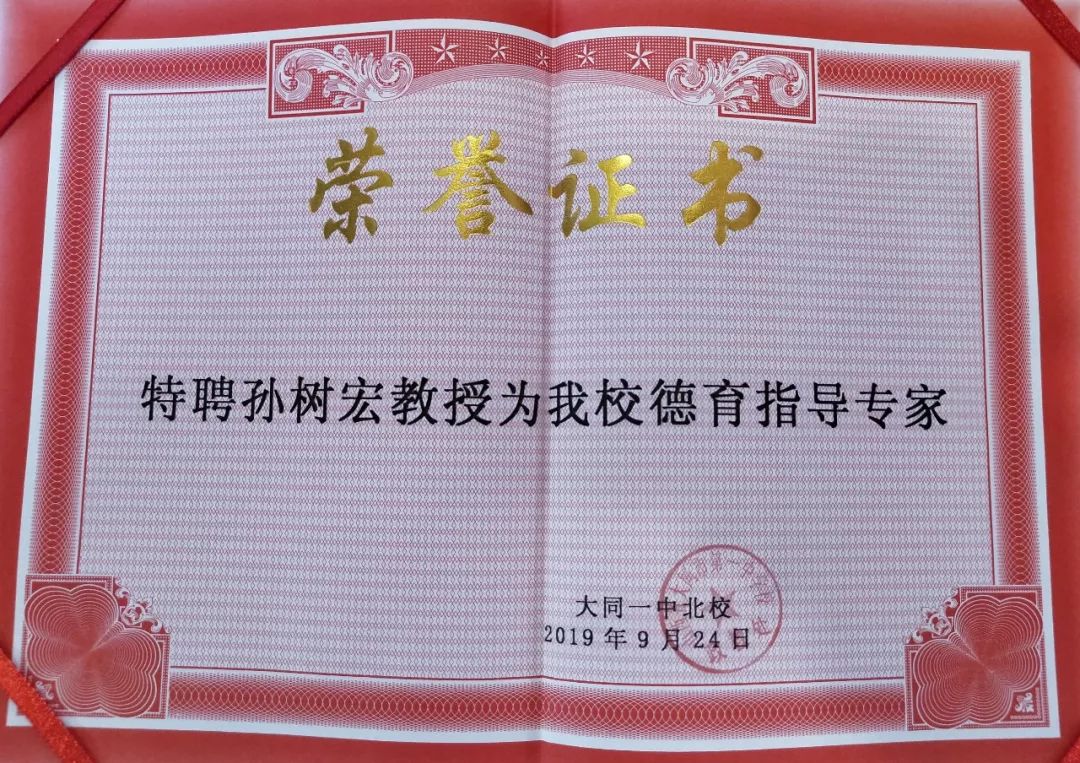 荣誉证书
特聘孙树宏教授为我校德育指导专家
大同一中北校
2019年9月24日